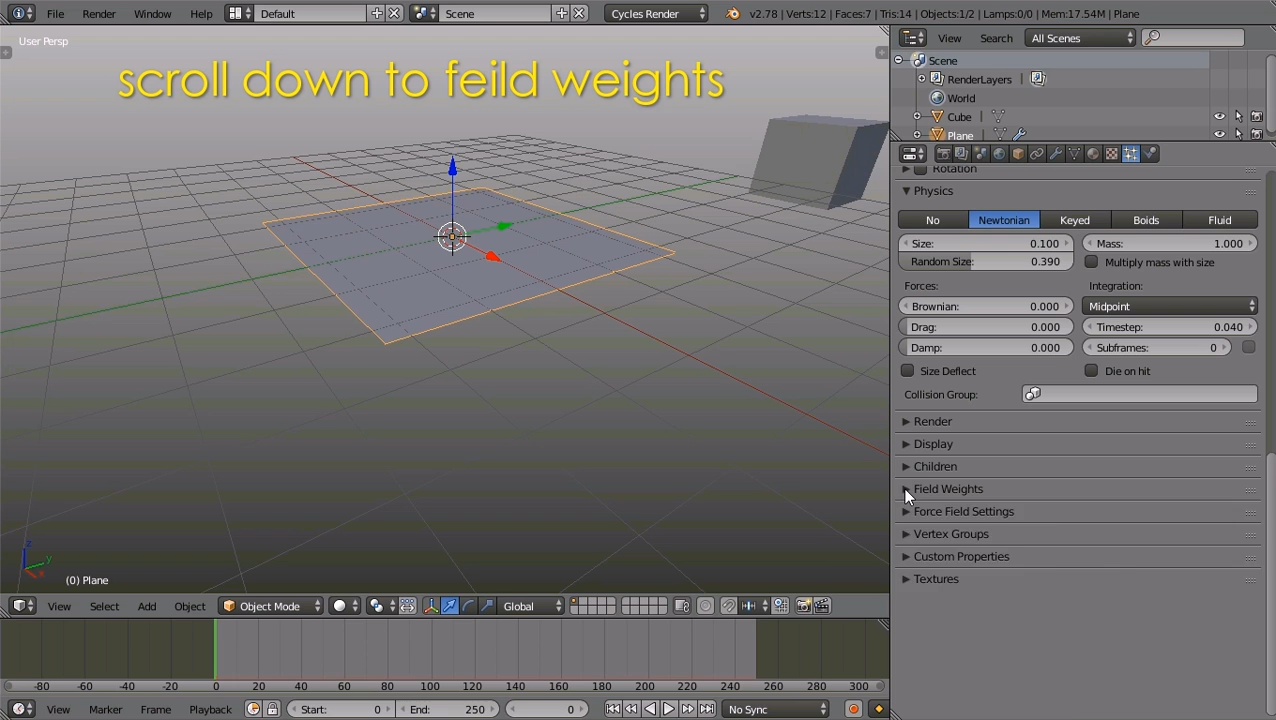 File Render Window Help Default Scene Cycles Render v2.78 | Verts:12 | Faces:7 | Tris:14 | Objects:1/2 | Lamps:0/0 | Mem:17.54M | Plane
User Persp
scroll down to feild weights
(0) Plane
z
y
x
View Select Add Object Object Mode Global
-80 -60 -40 -20 0 20 40 60 80 100 120 140 160 180 200 220 240 260 280 300
View Marker Frame Playback Start: 0 End: 250 0 No Sync
View Search All Scenes
Scene
RenderLayers
World
Cube
Plane
Rotation
Physics
No Newtonian Keyed Boids Fluid
Size: 0.100 Mass: 1.000
Random Size: 0.390 Multiply mass with size
Forces: Integration:
Brownian: 0.000 Midpoint
Drag: 0.000 Timestep: 0.040
Damp: 0.000 Subframes: 0
Size Deflect Die on hit
Collision Group:
Render
Display
Children
Field Weights
Force Field Settings
Vertex Groups
Custom Properties
Textures